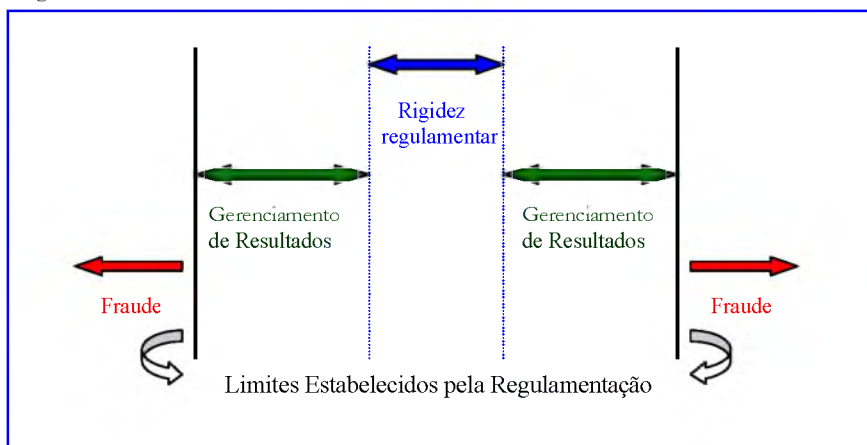 Rigidez
regulamentar
Gerenciamento
de Resultados
Gerenciamento
de Resultados
Fraude
Fraude
Limites Estabelecidos pela Regulamentação